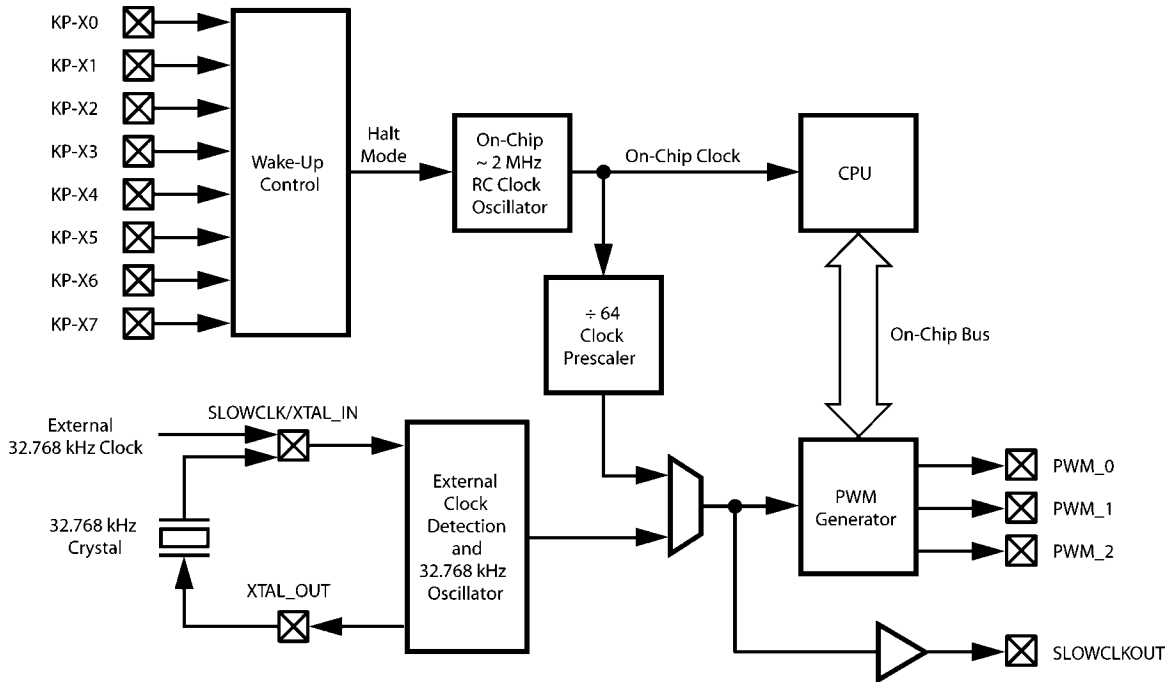 KP-X0
KP-X1
KP-X2
KP-X3
KP-X4
KP-X5
KP-X6
KP-X7
Wake-Up
Control
Halt
Mode
On-Chip
~ 2 MHz
RC Clock
Oscillator
On-Chip Clock
CPU
÷ 64
Clock
Prescaler
On-Chip Bus
External
32.768 kHz Clock
SLOWCLK/XTAL_IN
32.768 kHz
Crystal
XTAL_OUT
External
Clock
Detection
and
32.768 kHz
Oscillator
PWM
Generator
PWM_0
PWM_1
PWM_2
SLOWCLKOUT